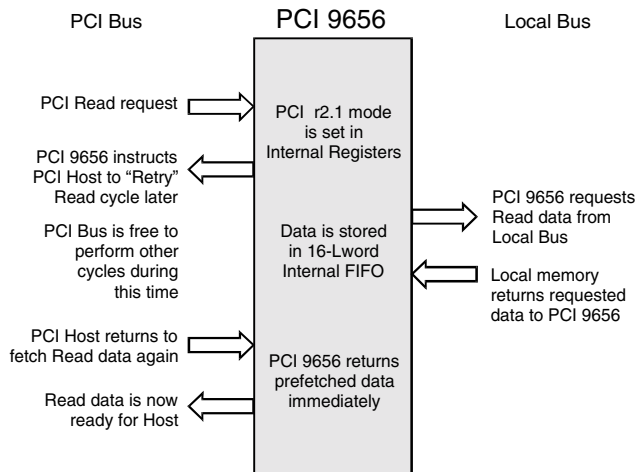 PCI Bus
PCI 9656
Local Bus
PCI Read request
PCI r2.1 mode
is set in
Internal Registers
PCI 9656 instructs
PCI Host to “Retry”
Read cycle later
PCI Bus is free to
perform other
cycles during
this time
Data is stored
in 16-Lword
Internal FIFO
PCI 9656 requests
Read data from
Local Bus
Local memory
returns requested
data to PCI 9656
PCI Host returns to
fetch Read data again
PCI 9656 returns
prefetched data
immediately
Read data is now
ready for Host